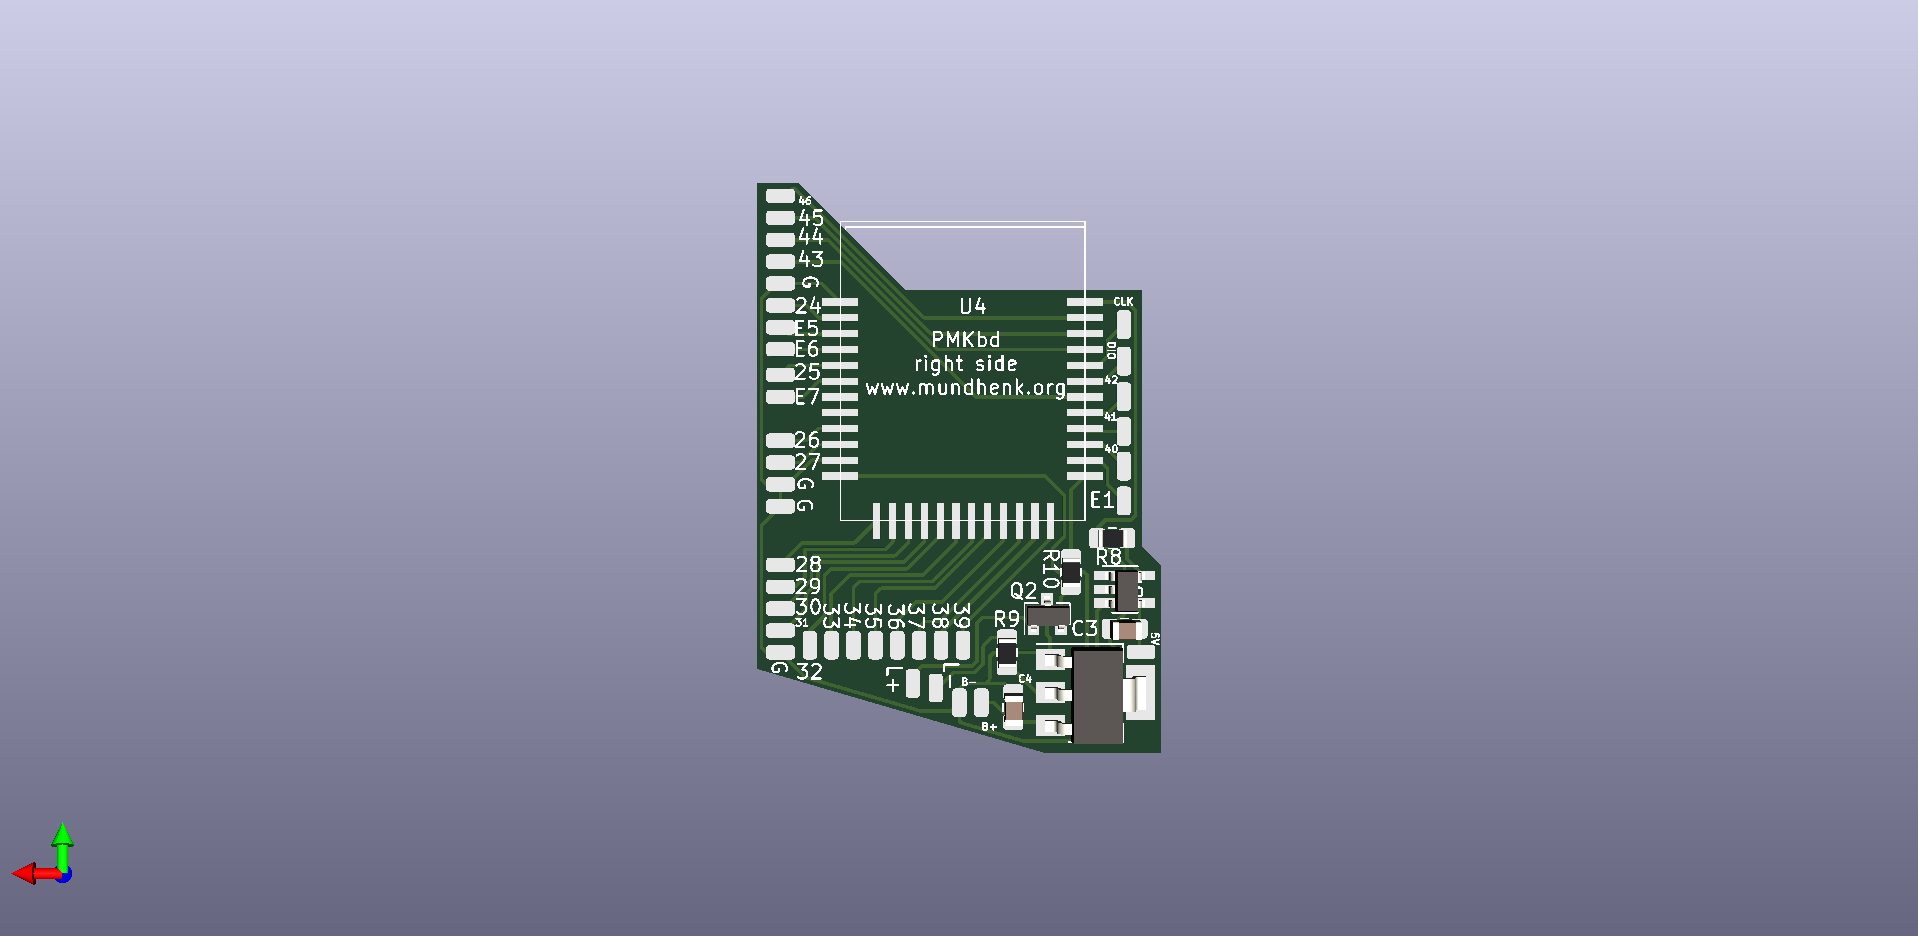 46
45
44
43
G
24
E5
E6
25
E7
26
27
G
G
28
29
30
31
G
32
33
34
35
36
37
38
39
U4
PMKbd
right side
www.mundhenk.org
CLK
DIO
42
41
40
E1
R8
R10
Q2
R9
C3
5V
L+
L-
B-
B+
C4